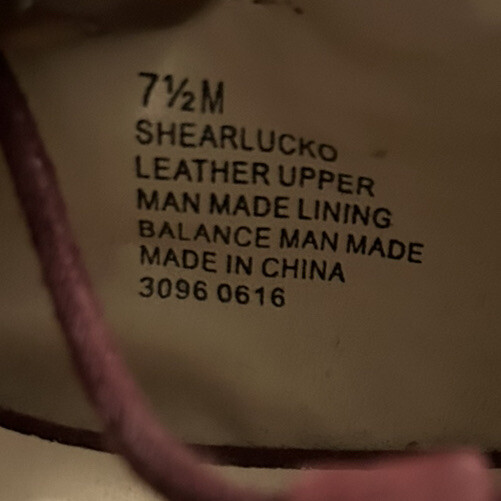 7½M
SHEARLUCKO
LEATHER UPPER
MAN MADE LINING
BALANCE MAN MADE
MADE IN CHINA
3096 0616